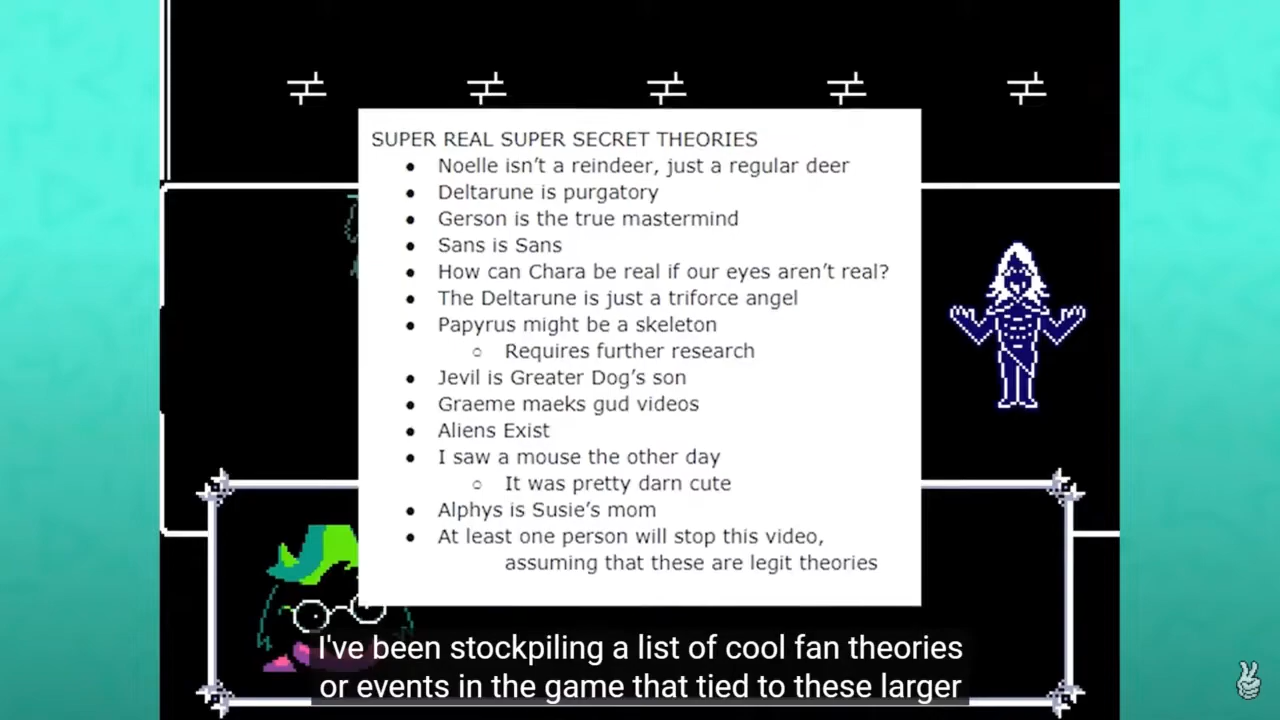 SUPER REAL SUPER SECRET THEORIES
• Noelle isn't a reindeer, just a regular deer
• Deltarune is purgatory
• Gerson is the true mastermind
• Sans is Sans
• How can Chara be real if our eyes aren't real?
• The Deltarune is just a triforce angel
• Papyrus might be a skeleton
○ Requires further research
• Jevil is Greater Dog's son
• Graeme maeks gud videos
• Aliens Exist
• I saw a mouse the other day
○ It was pretty darn cute
• Alphys is Susie's mom
• At least one person will stop this video,
assuming that these are legit theories
I've been stockpiling a list of cool fan theories
or events in the game that tied to these larger